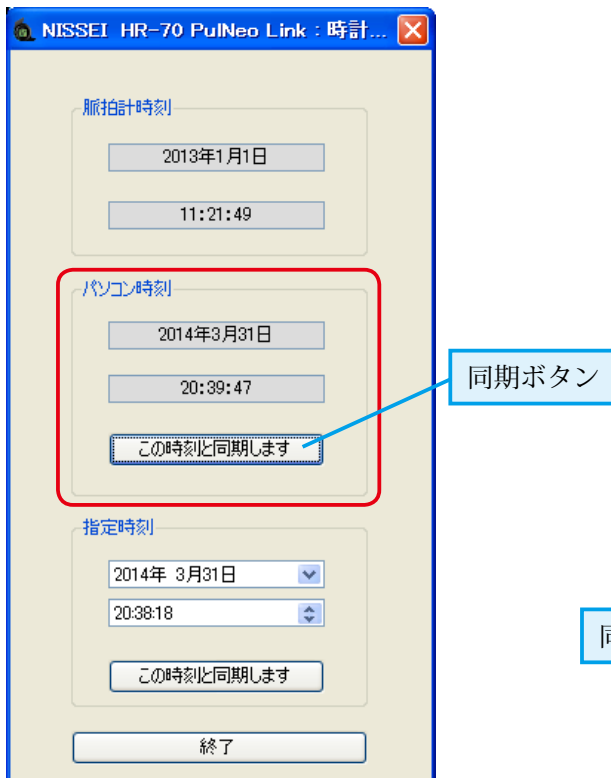 NISSEI HR-70 PulNeo Link：時計...
脈拍計時刻
2013年1月1日
11:21:49
パソコン時刻
2014年3月31日
20:39:47
この時刻と同期します
同期ボタン
指定時刻
2014年 3月31日
20:38:18
同
この時刻と同期します
終了